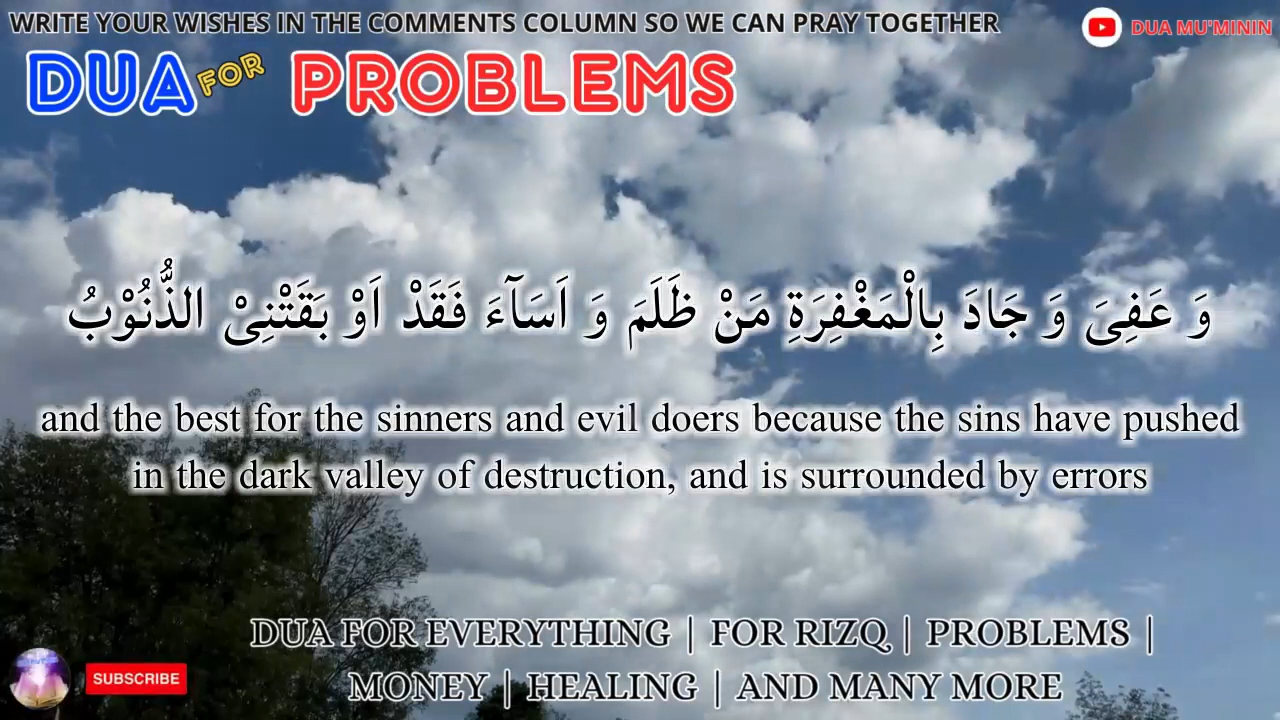 WRITE YOUR WISHES IN THE COMMENTS COLUMN SO WE CAN PRAY TOGETHER
DUA MU'MININ
DUA FOR PROBLEMS
وَ عَفِیَ وَ جَادَ بِالْمَغْفِرَةِ مَنْ ظَلَمَ وَ اَسَآءَ فَقَدْ اَوْ بَقَتْنِیْ الذُّنُوْبُ
and the best for the sinners and evil doers because the sins have pushed
in the dark valley of destruction, and is surrounded by errors
DUA FOR EVERYTHING | FOR RIZQ | PROBLEMS |
MONEY | HEALING | AND MANY MORE
SUBSCRIBE